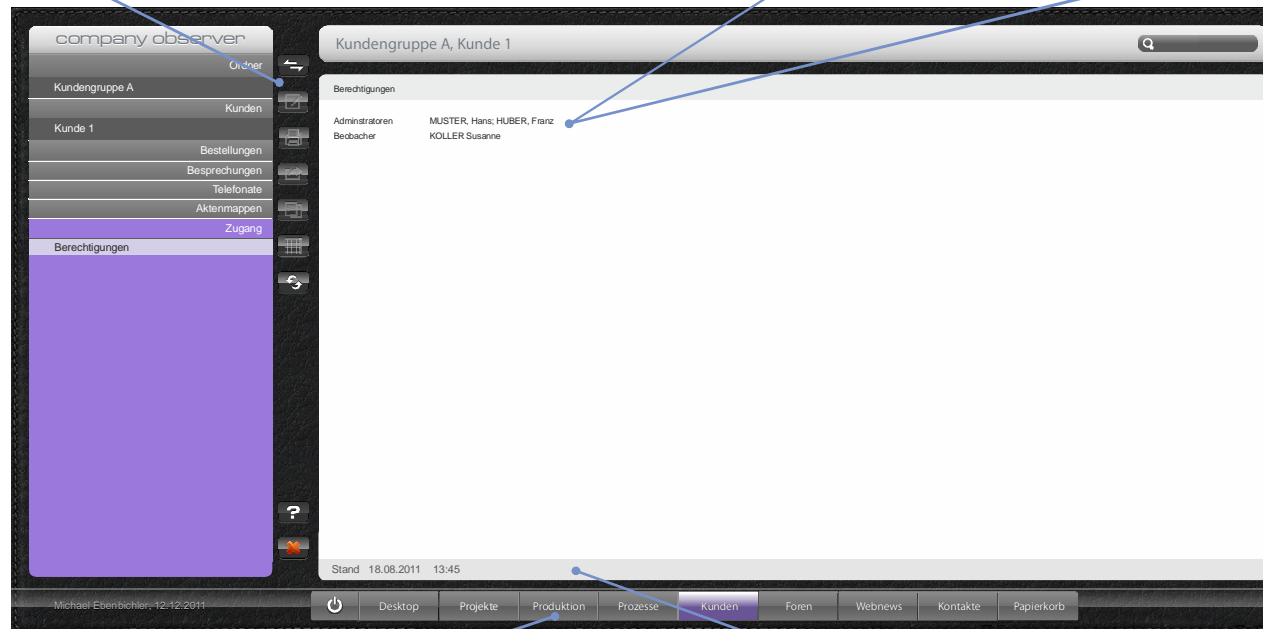 company observer
Ordner
Kundengruppe A
Kunden
Kunde 1
Bestellungen
Besprechungen
Telefonate
Aktenmappen
Zugang
Berechtigungen
Kundengruppe A, Kunde 1
Berechtigungen
Adminstratoren MUSTER, Hans; HUBER, Franz
Beobacher KOLLER Susanne
?
Stand 18.08.2011 13:45
Michael Ebenbichler, 12.12.2011
Desktop Projekte Produktion Prozesse Kunden Foren Webnews Kontakte Papierkorb